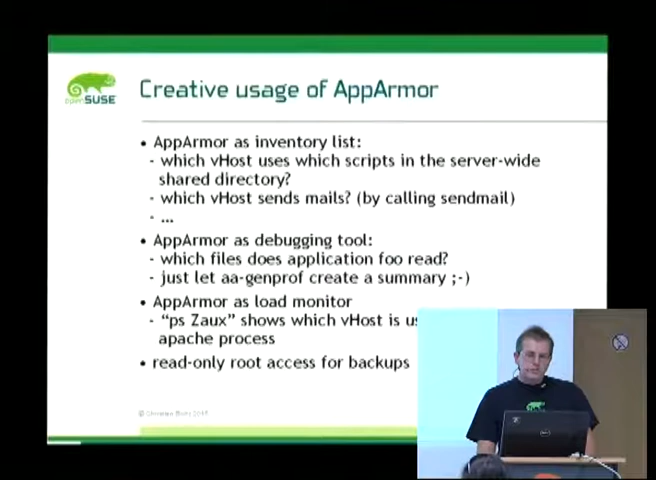 openSUSE
Creative usage of AppArmor
• AppArmor as inventory list:
- which vHost uses which scripts in the server-wide
shared directory?
- which vHost sends mails? (by calling sendmail)
- ...
• AppArmor as debugging tool:
- which files does application foo read?
- just let aa-genprof create a summary ;-)
• AppArmor as load monitor
- “ps Zaux” shows which vHost is
apache process
• read-only root access for backups
© Christian